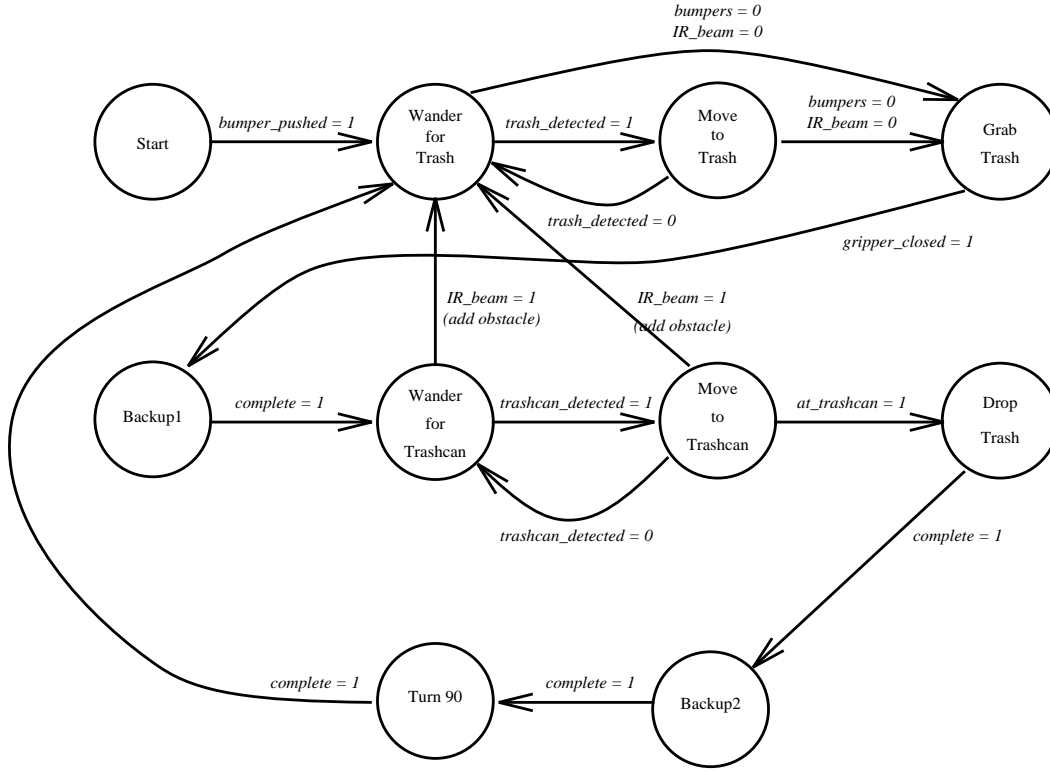 bumpers = 0
IR_beam = 0
Start
bumper_pushed = 1
Wander
for
Trash
trash_detected = 1
Move
to
Trash
bumpers = 0
IR_beam = 0
Grab
Trash
trash_detected = 0
gripper_closed = 1
IR_beam = 1
(add obstacle)
IR_beam = 1
(add obstacle)
Backup1
complete = 1
Wander
for
Trashcan
trashcan_detected = 1
Move
to
Trashcan
at_trashcan = 1
Drop
Trash
trashcan_detected = 0
complete = 1
complete = 1
Turn 90
complete = 1
Backup2